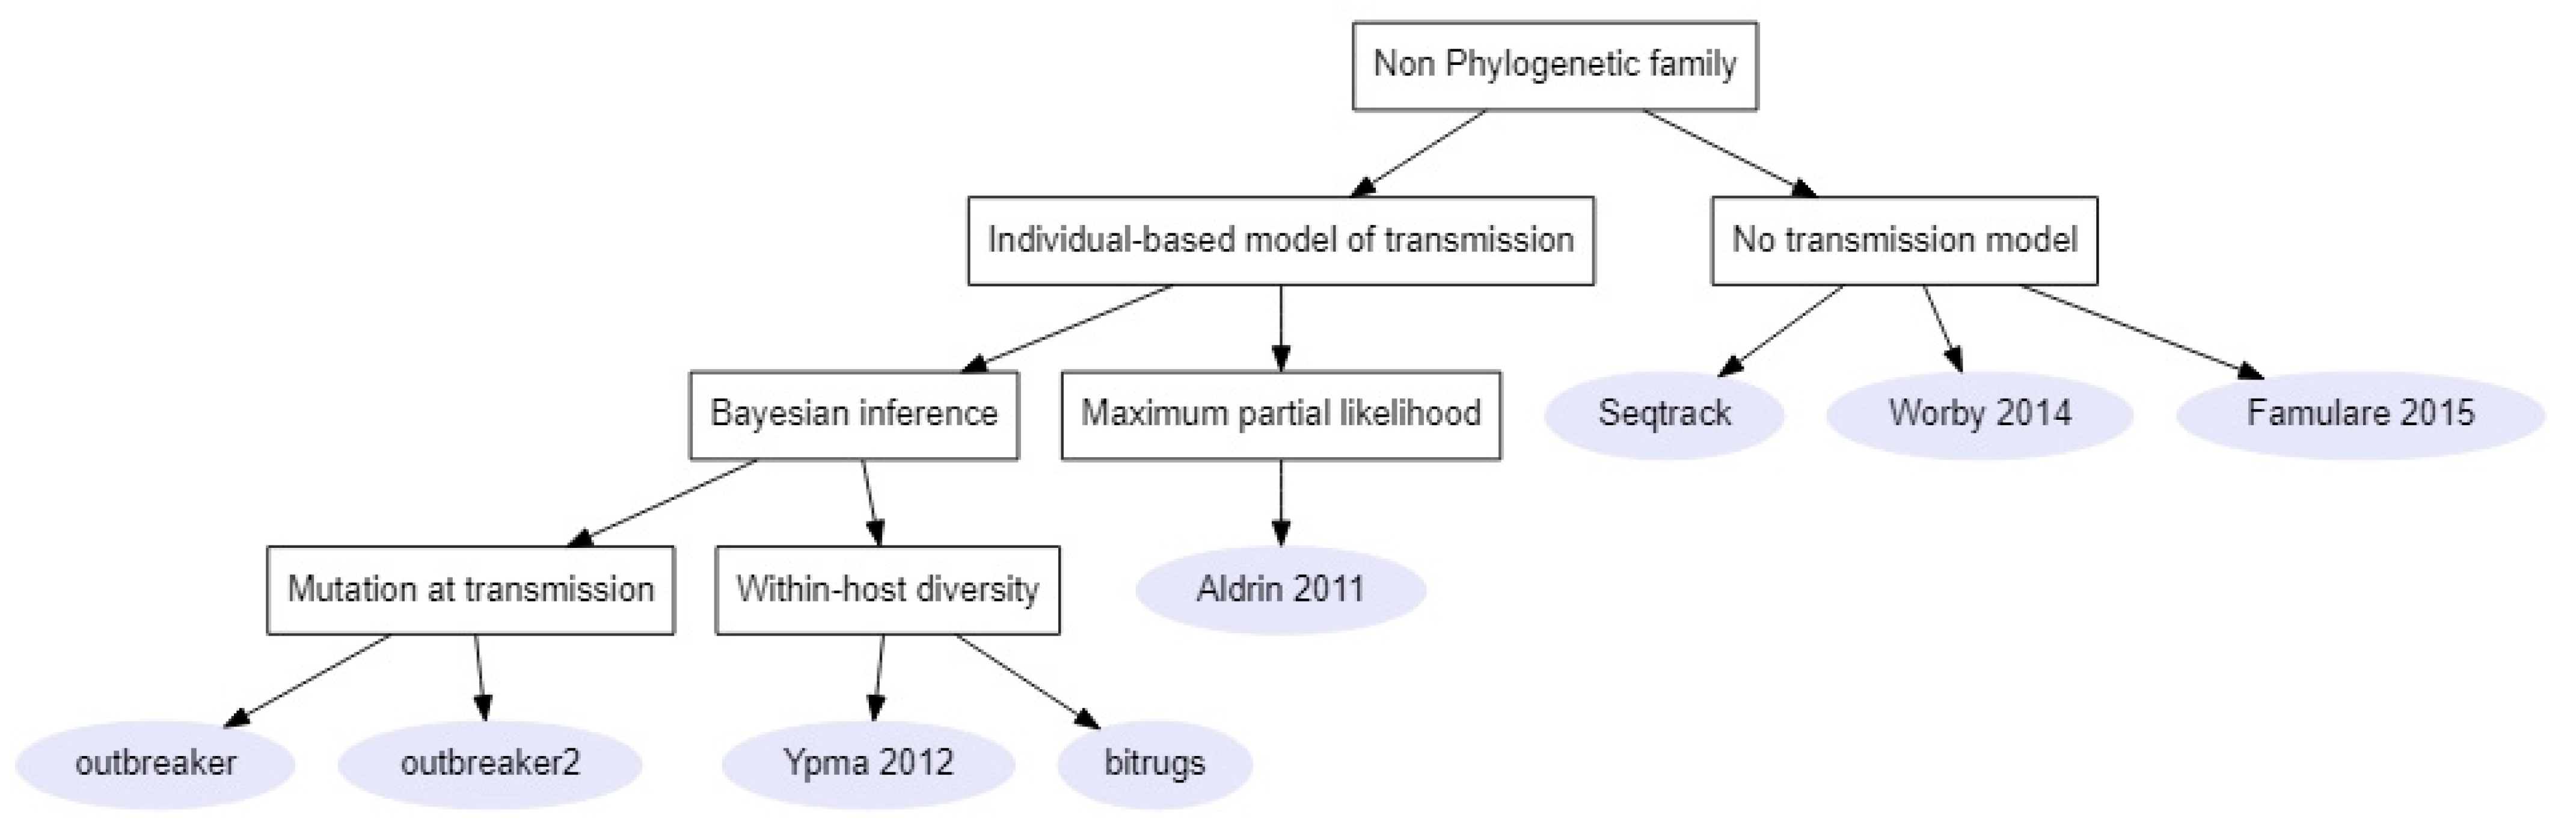 Non Phylogenetic family
Individual-based model of transmission
No transmission model
Bayesian inference
Maximum partial likelihood
Seqtrack
Worby 2014
Famulare 2015
Mutation at transmission
Within-host diversity
Aldrin 2011
outbreaker
outbreaker2
Ypma 2012
bitrugs